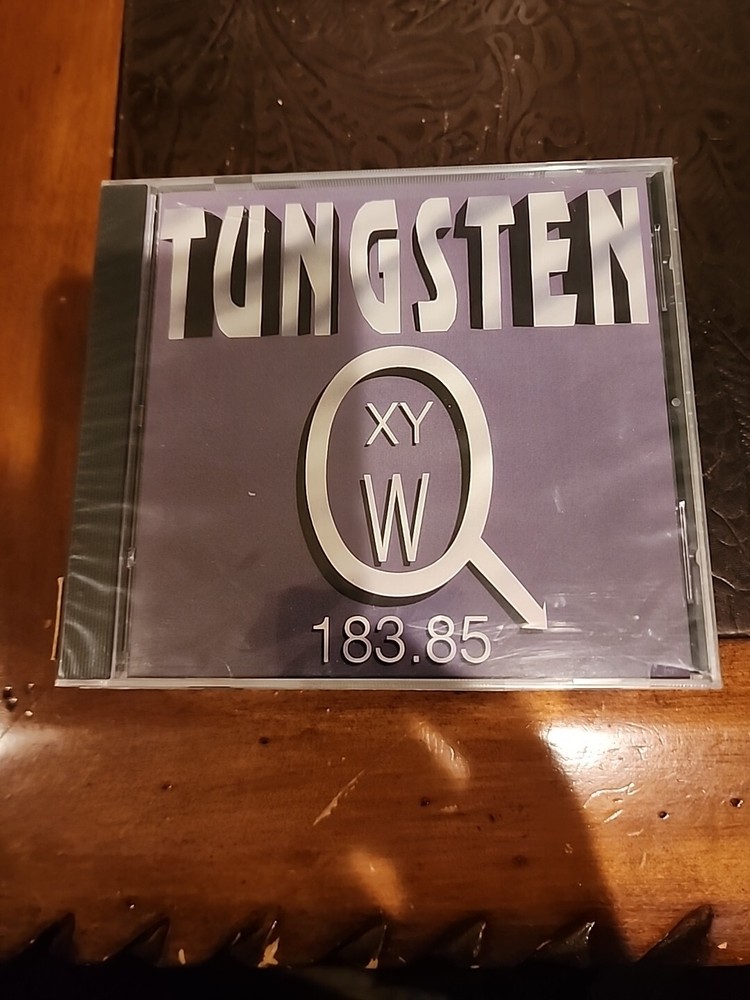 TUNGSTEN
XY
W
183.85